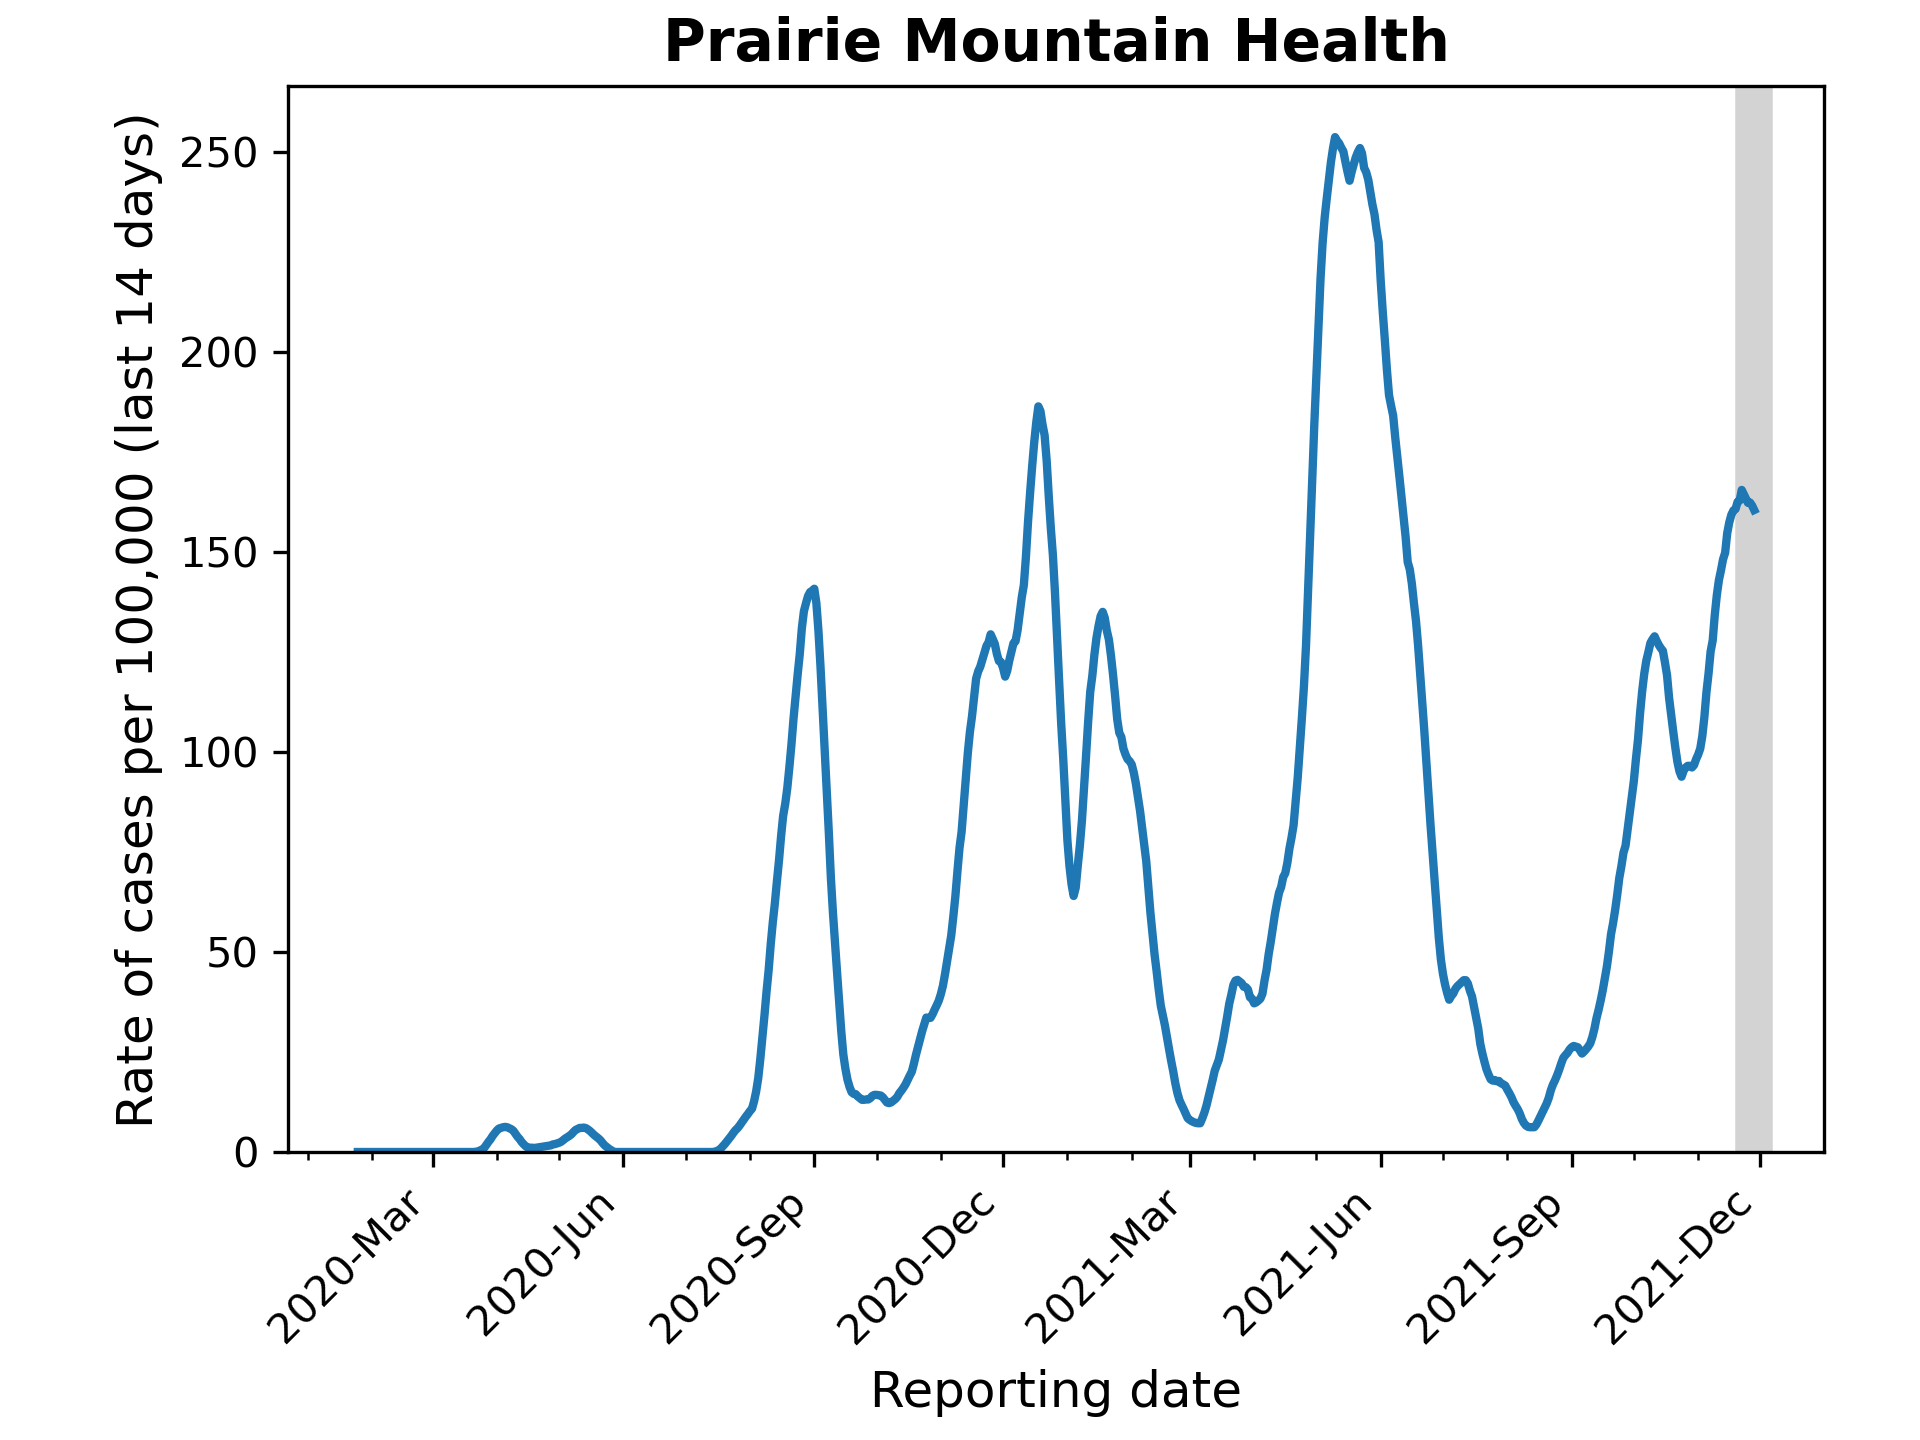 Prairie Mountain Health
Rate of cases per 100,000 (last 14 days)
250
200
150
100
50
0
2020-Mar
2020-Jun
2020-Sep
2020-Dec
2021-Mar
2021-Jun
2021-Sep
2021-Dec
Reporting date